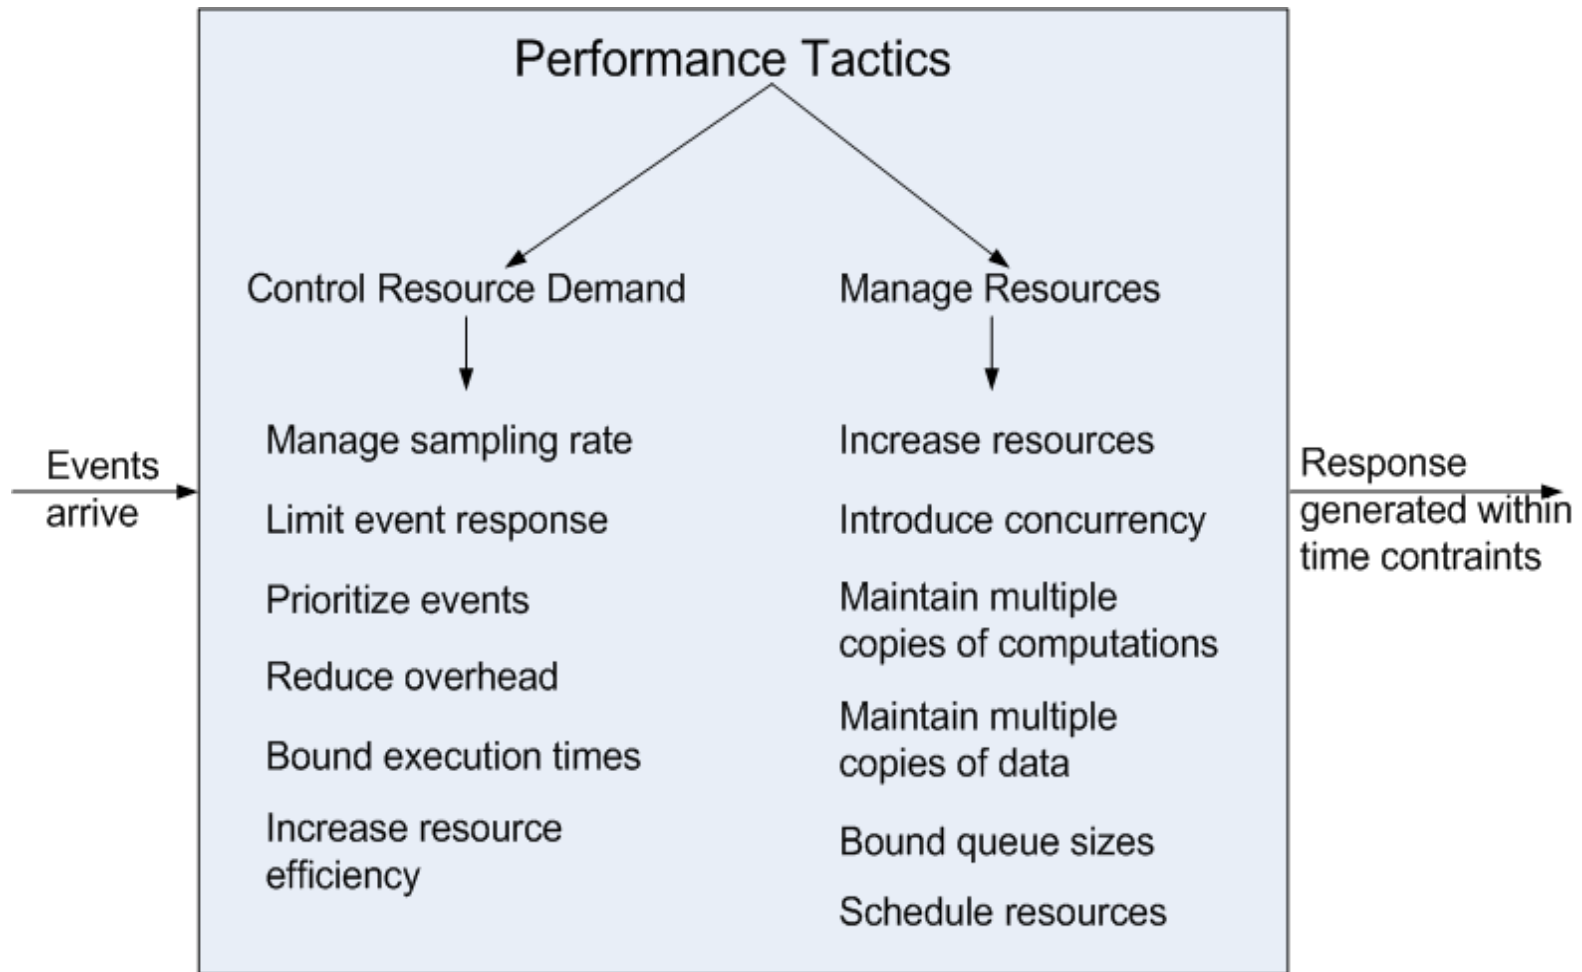 Performance Tactics
Control Resource Demand
Manage sampling rate
Limit event response
Prioritize events
Reduce overhead
Bound execution times
Increase resource
efficiency
Manage Resources
Increase resources
Introduce concurrency
Maintain multiple
copies of computations
Maintain multiple
copies of data
Bound queue sizes
Schedule resources
Events
arrive
Response
generated within
time contraints